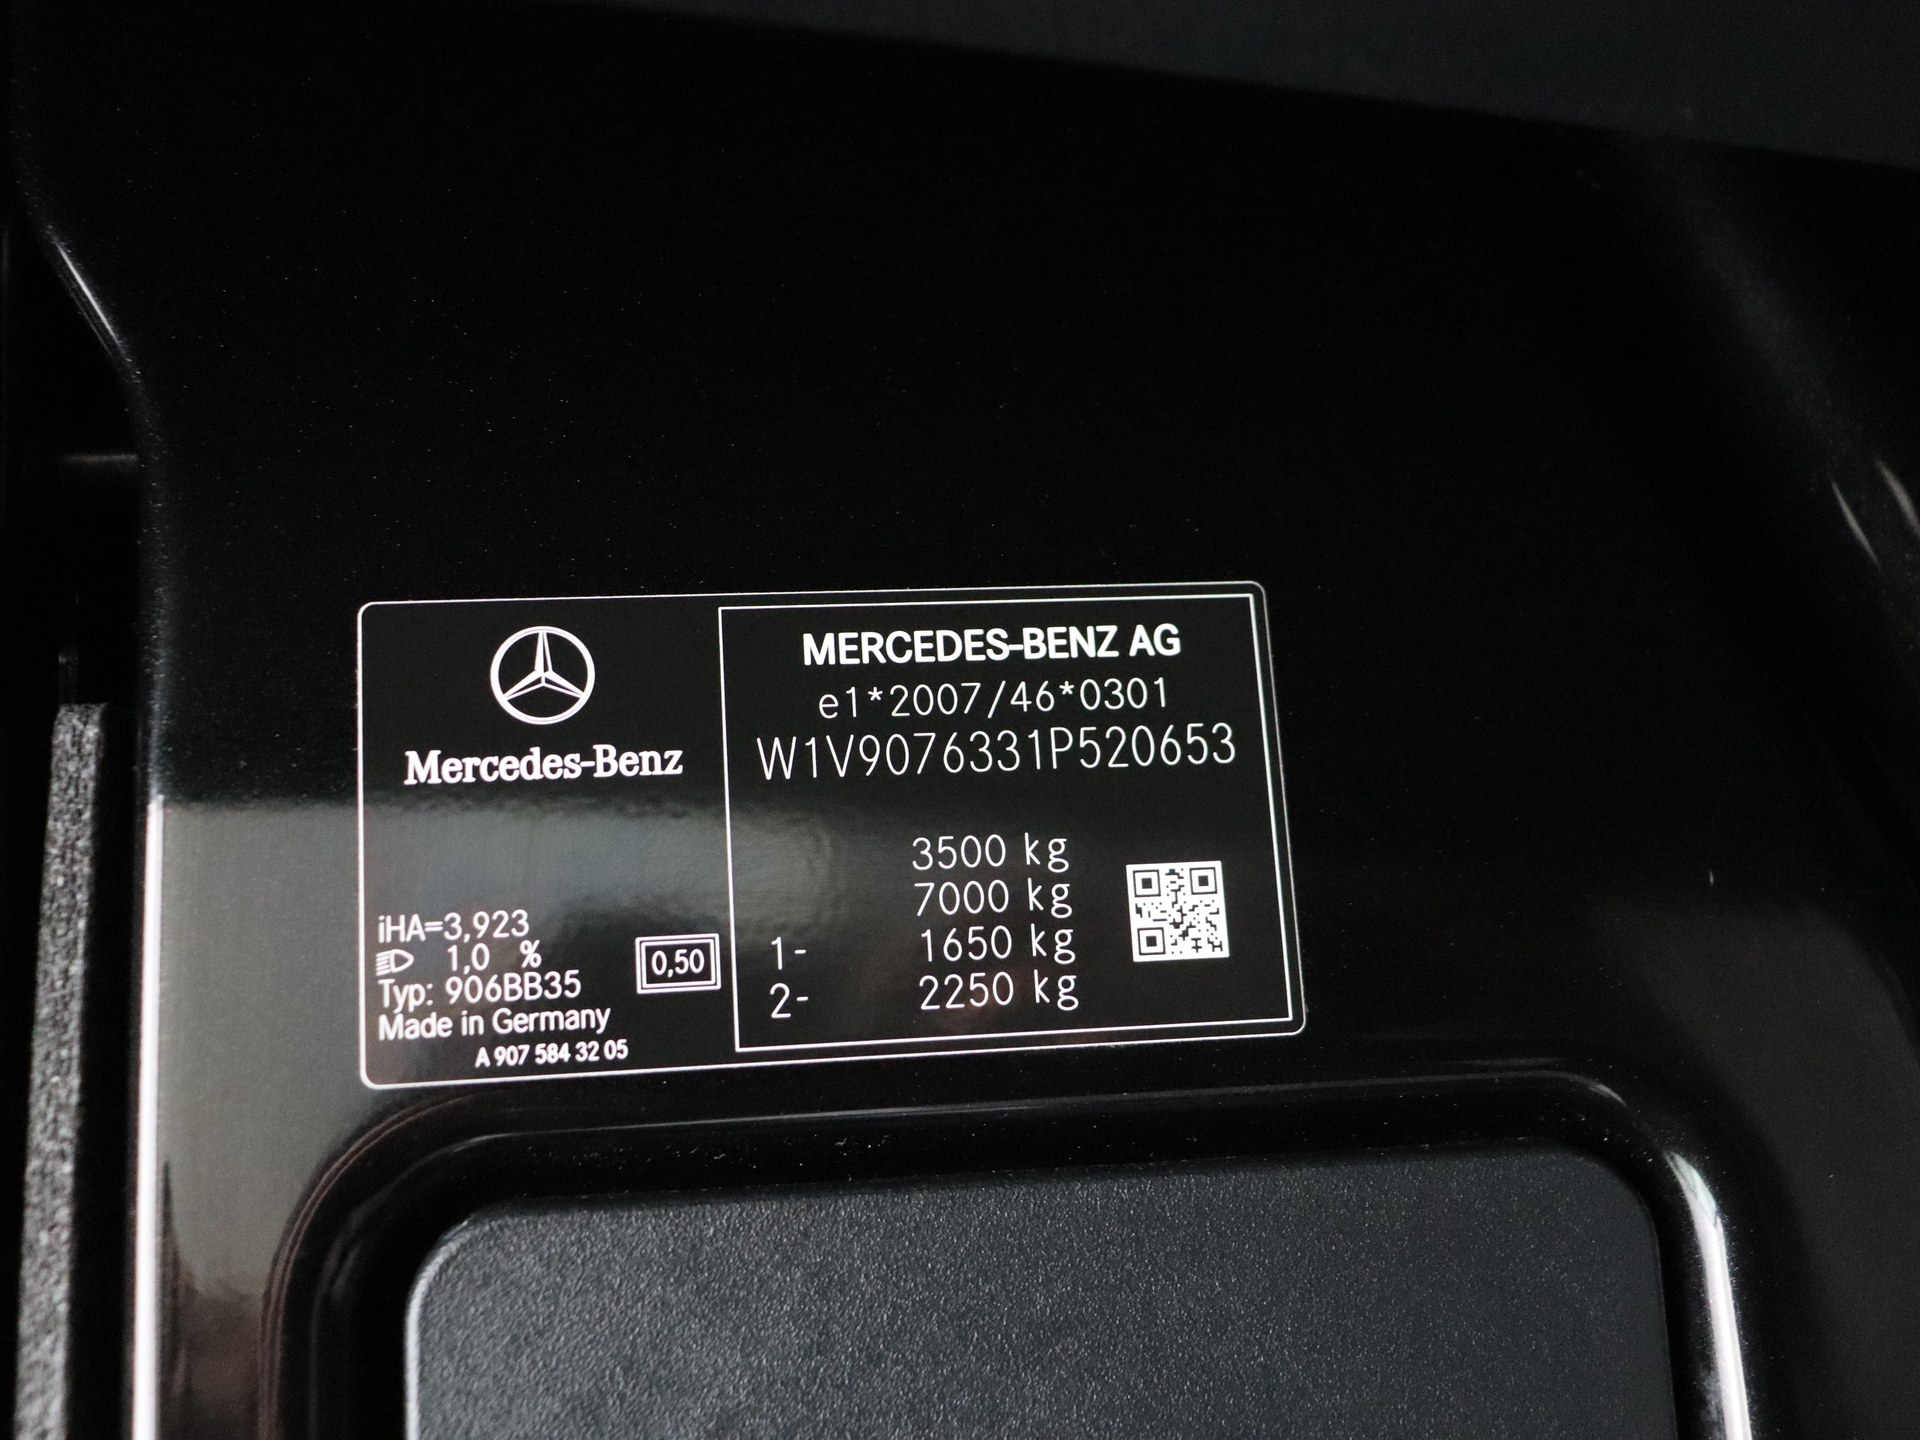 Mercedes-Benz
iHA=3,923
1,0 %
Typ: 906BB35
Made in Germany
A 907 584 32 05
0,50
MERCEDES-BENZ AG
e1*2007/46*0301
W1V9076331P520653
3500 kg
7000 kg
1- 1650 kg
2- 2250 kg